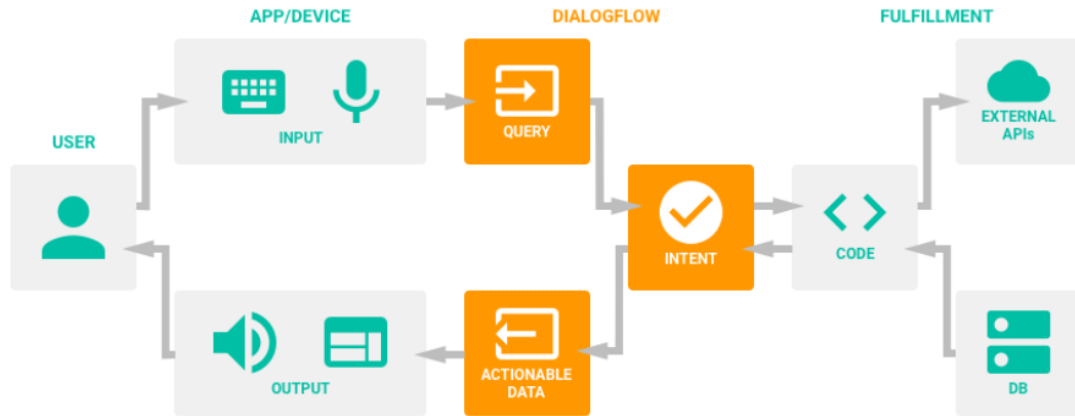 APP/DEVICE
DIALOGFLOW
FULFILLMENT
INPUT
QUERY
EXTERNAL
APIs
USER
INTENT
CODE
OUTPUT
ACTIONABLE
DATA
DB